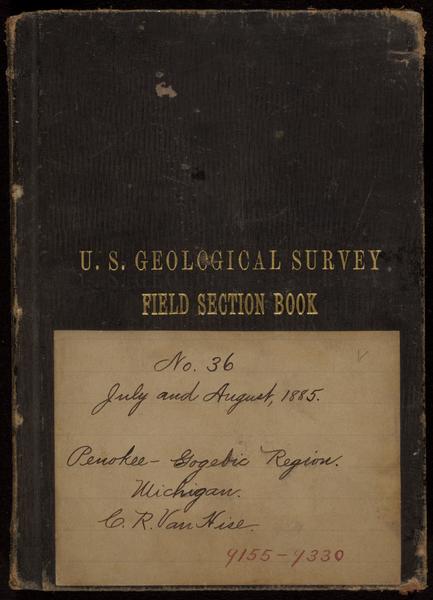 U. S. GEOLOGICAL SURVEY
FIELD SECTION BOOK
No. 36
July and August, 1885.
Penokee - Gogebic Region.
Michigan.
C. R. Van Hise.
9155-9330